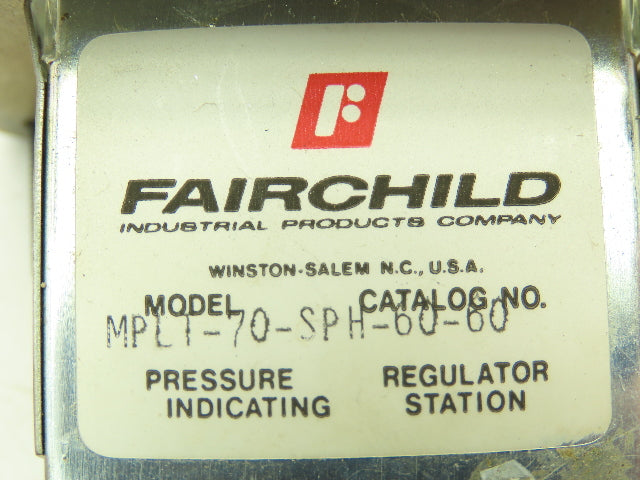 FAIRCHILD
INDUSTRIAL PRODUCTS COMPANY
WINSTON-SALEM N.C., U.S.A.
MODEL CATALOG NO.
MPLT-70-SPH-60-60
PRESSURE REGULATOR
INDICATING STATION